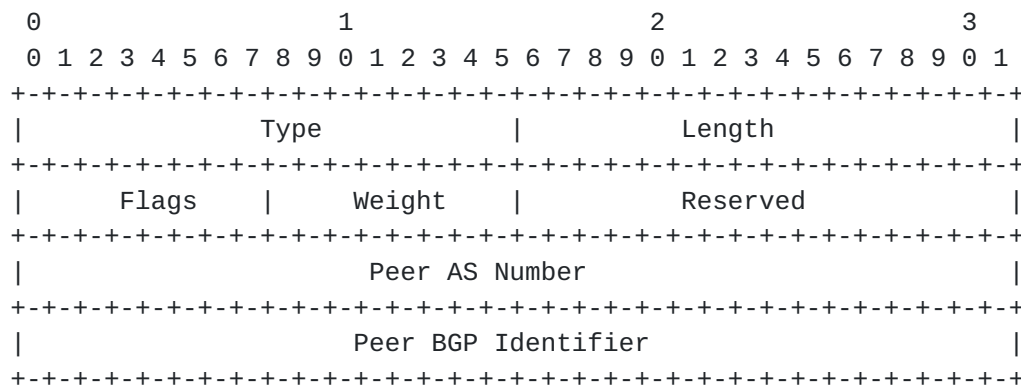 0                   1                   2                   3
 0 1 2 3 4 5 6 7 8 9 0 1 2 3 4 5 6 7 8 9 0 1 2 3 4 5 6 7 8 9 0 1
+-+-+-+-+-+-+-+-+-+-+-+-+-+-+-+-+-+-+-+-+-+-+-+-+-+-+-+-+-+-+-+-+
|               Type            |          Length               |
+-+-+-+-+-+-+-+-+-+-+-+-+-+-+-+-+-+-+-+-+-+-+-+-+-+-+-+-+-+-+-+-+
|      Flags    |     Weight    |          Reserved             |
+-+-+-+-+-+-+-+-+-+-+-+-+-+-+-+-+-+-+-+-+-+-+-+-+-+-+-+-+-+-+-+-+
|                      Peer AS Number                           |
+-+-+-+-+-+-+-+-+-+-+-+-+-+-+-+-+-+-+-+-+-+-+-+-+-+-+-+-+-+-+-+-+
|                     Peer BGP Identifier                       |
+-+-+-+-+-+-+-+-+-+-+-+-+-+-+-+-+-+-+-+-+-+-+-+-+-+-+-+-+-+-+-+-+